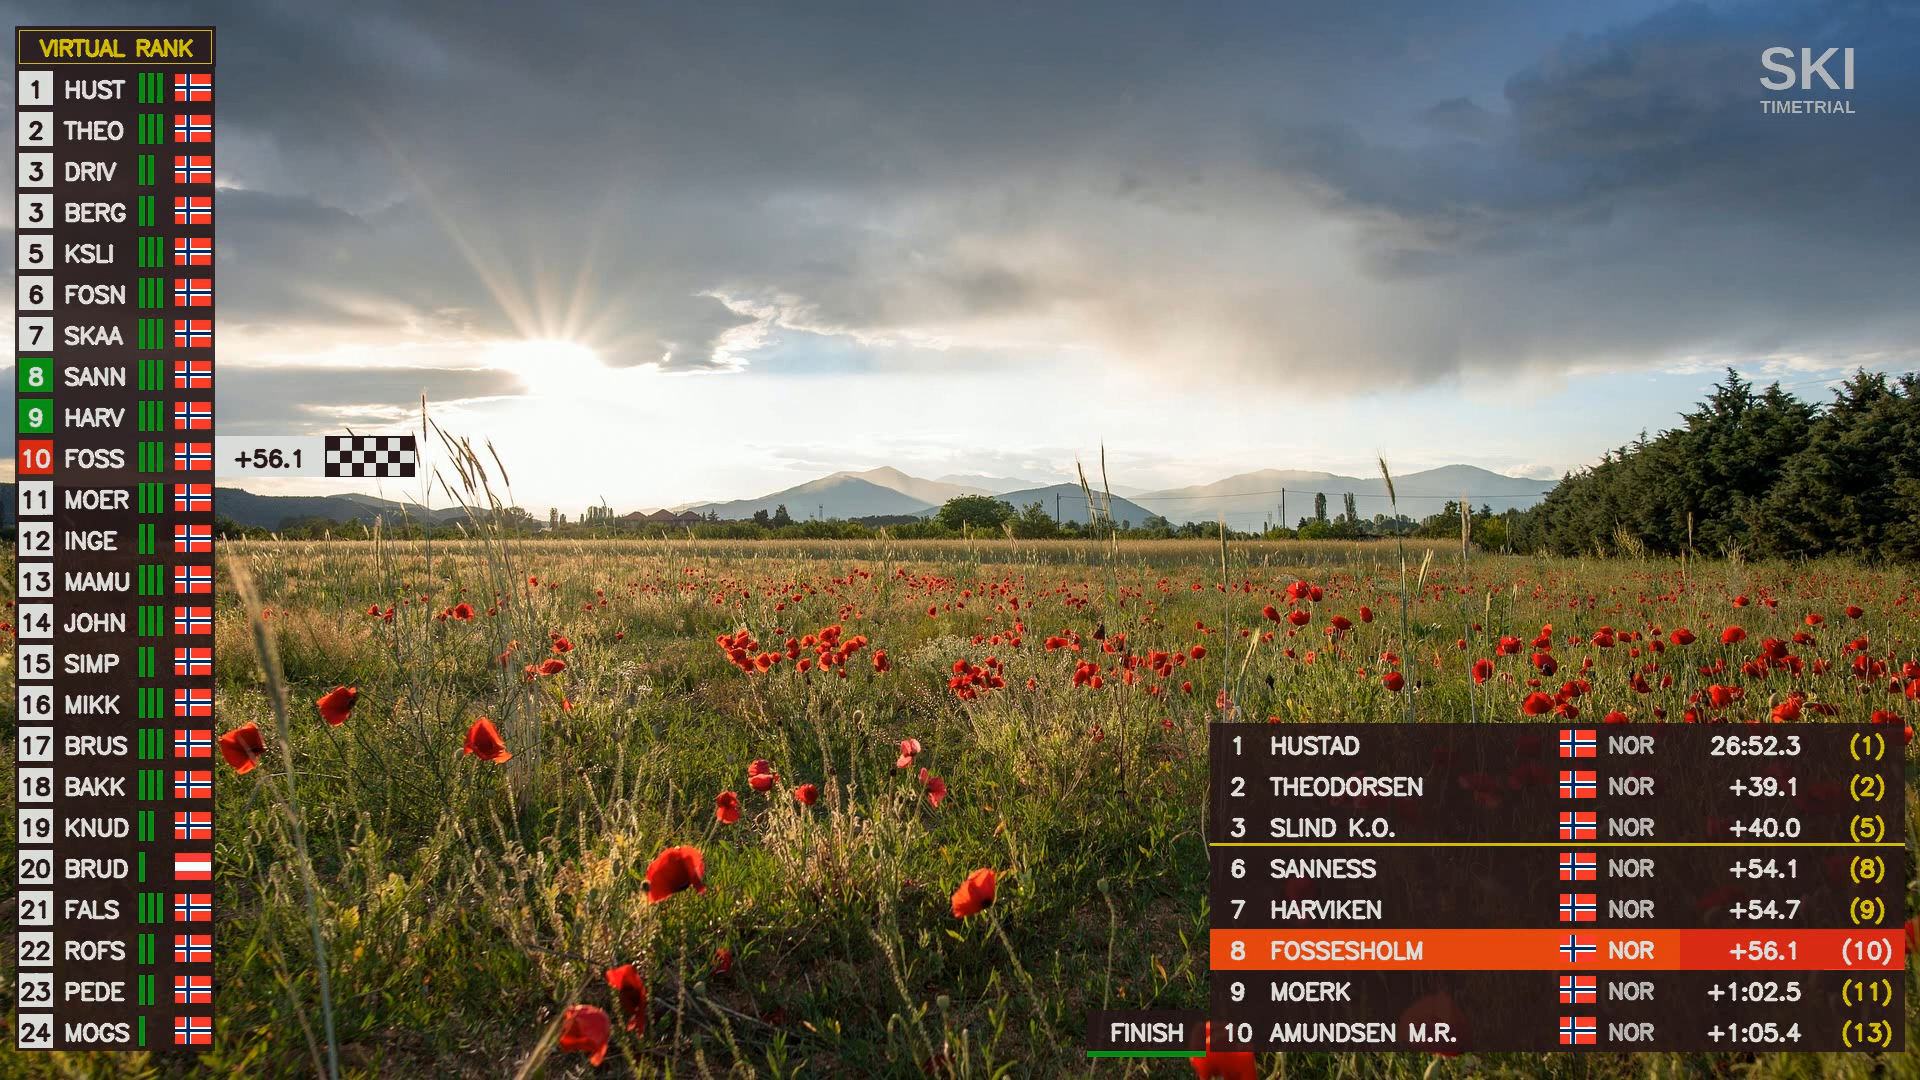 VIRTUAL RANK
1 HUST
2 THEO
3 DRIV
3 BERG
5 KSLI
6 FOSN
7 SKAA
8 SANN
9 HARV
10 FOSS +56.1
11 MOER
12 INGE
13 MAMU
14 JOHN
15 SIMP
16 MIKK
17 BRUS
18 BAKK
19 KNUD
20 BRUD
21 FALS
22 ROFS
23 PEDE
24 MOGS
SKI
TIMETRIAL
1 HUSTAD NOR 26:52.3 (1)
2 THEODORSEN NOR +39.1 (2)
3 SLIND K.O. NOR +40.0 (5)
6 SANNESS NOR +54.1 (8)
7 HARVIKEN NOR +54.7 (9)
8 FOSSESHOLM NOR +56.1 (10)
9 MOERK NOR +1:02.5 (11)
FINISH 10 AMUNDSEN M.R. NOR +1:05.4 (13)